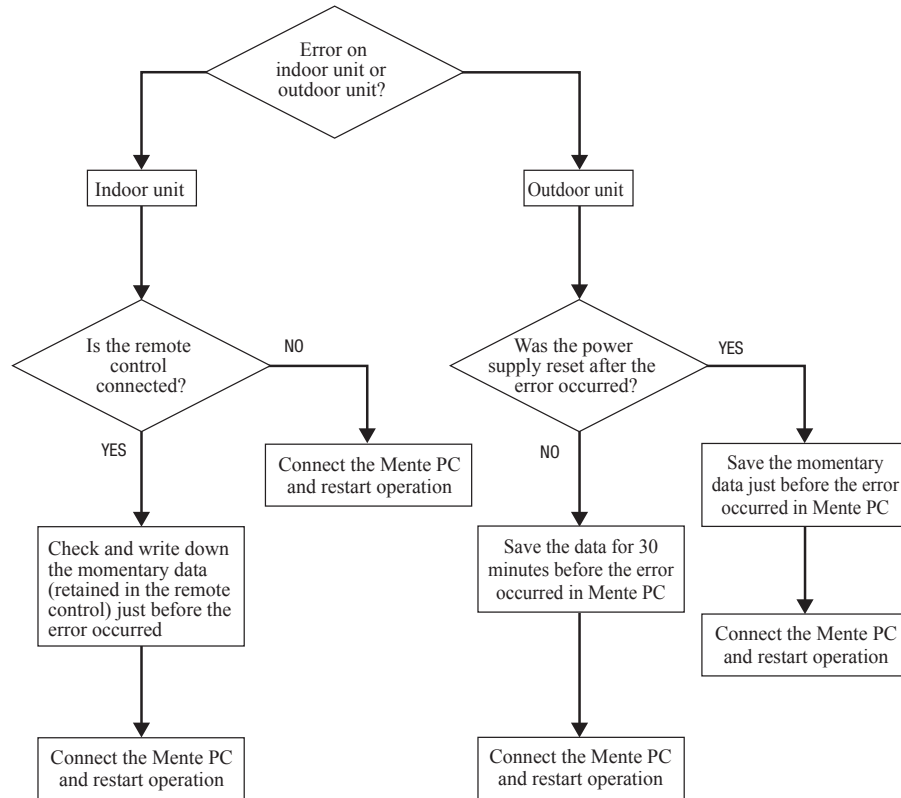 Error on
indoor unit or
outdoor unit?
Indoor unit
Outdoor unit
Is the remote
control
connected?
NO
YES
Connect the Mente PC
and restart operation
Check and write down
the momentary data
(retained in the remote
control) just before the
error occurred
Connect the Mente PC
and restart operation
Was the power
supply reset after the
error occurred?
YES
NO
Save the momentary
data just before the error
occurred in Mente PC
Save the data for 30
minutes before the error
occurred in Mente PC
Connect the Mente PC
and restart operation
Connect the Mente PC
and restart operation